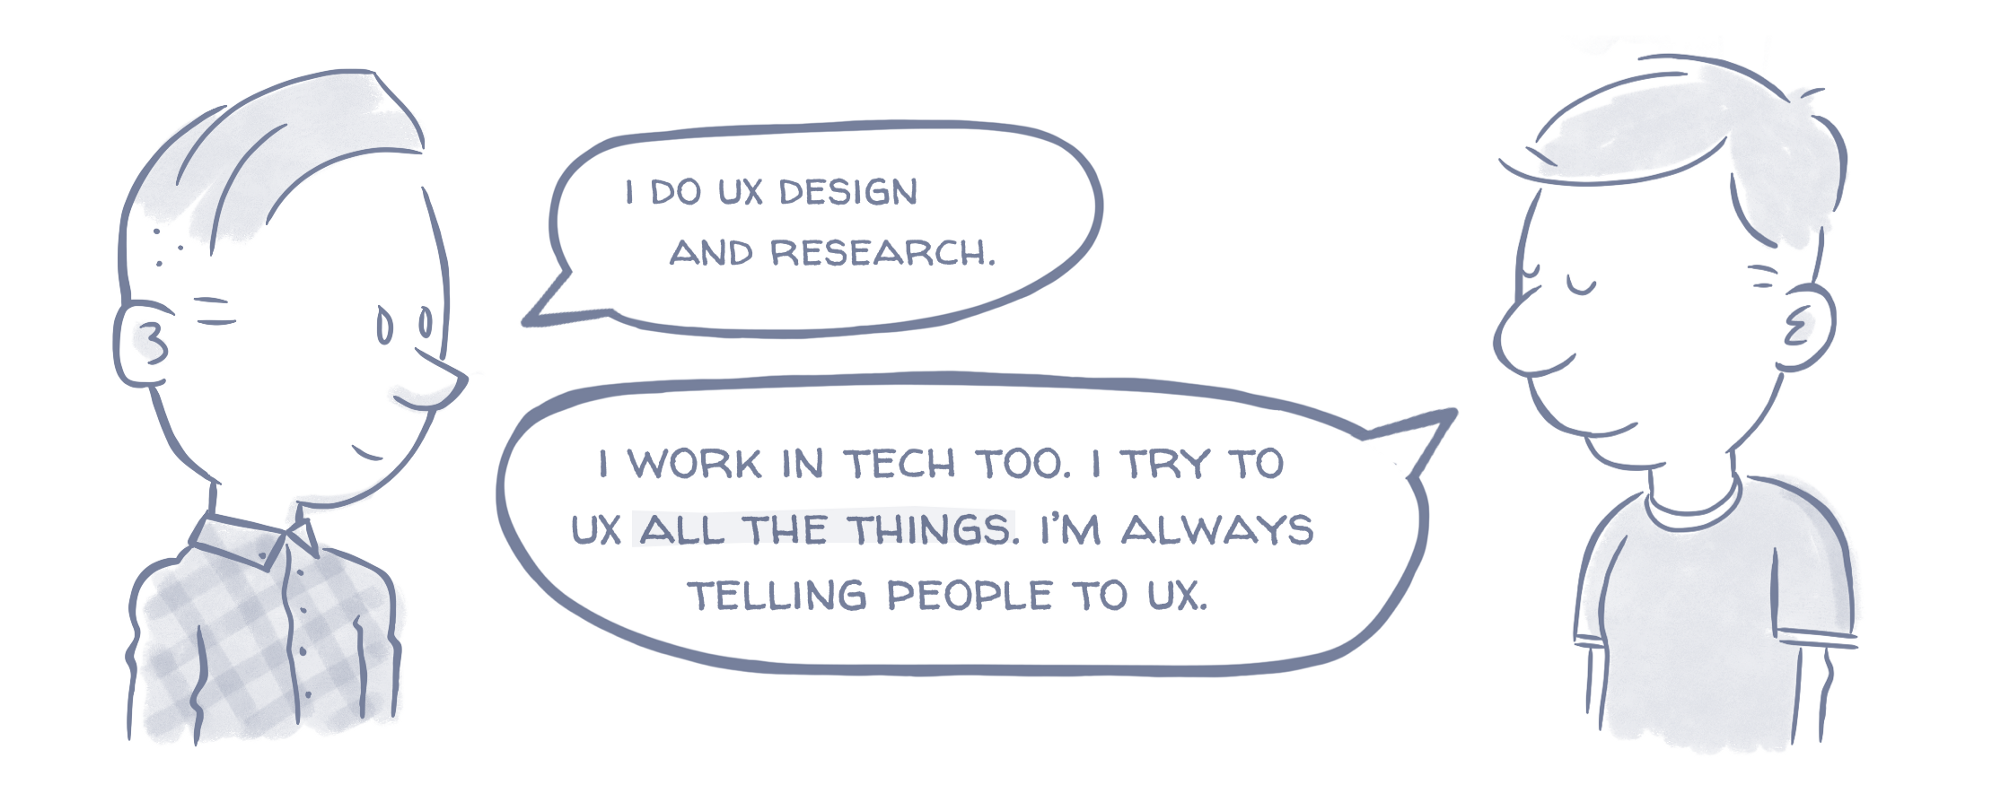 I DO UX DESIGN
AND RESEARCH.
I WORK IN TECH TOO. I TRY TO
UX ALL THE THINGS. I'M ALWAYS
TELLING PEOPLE TO UX.